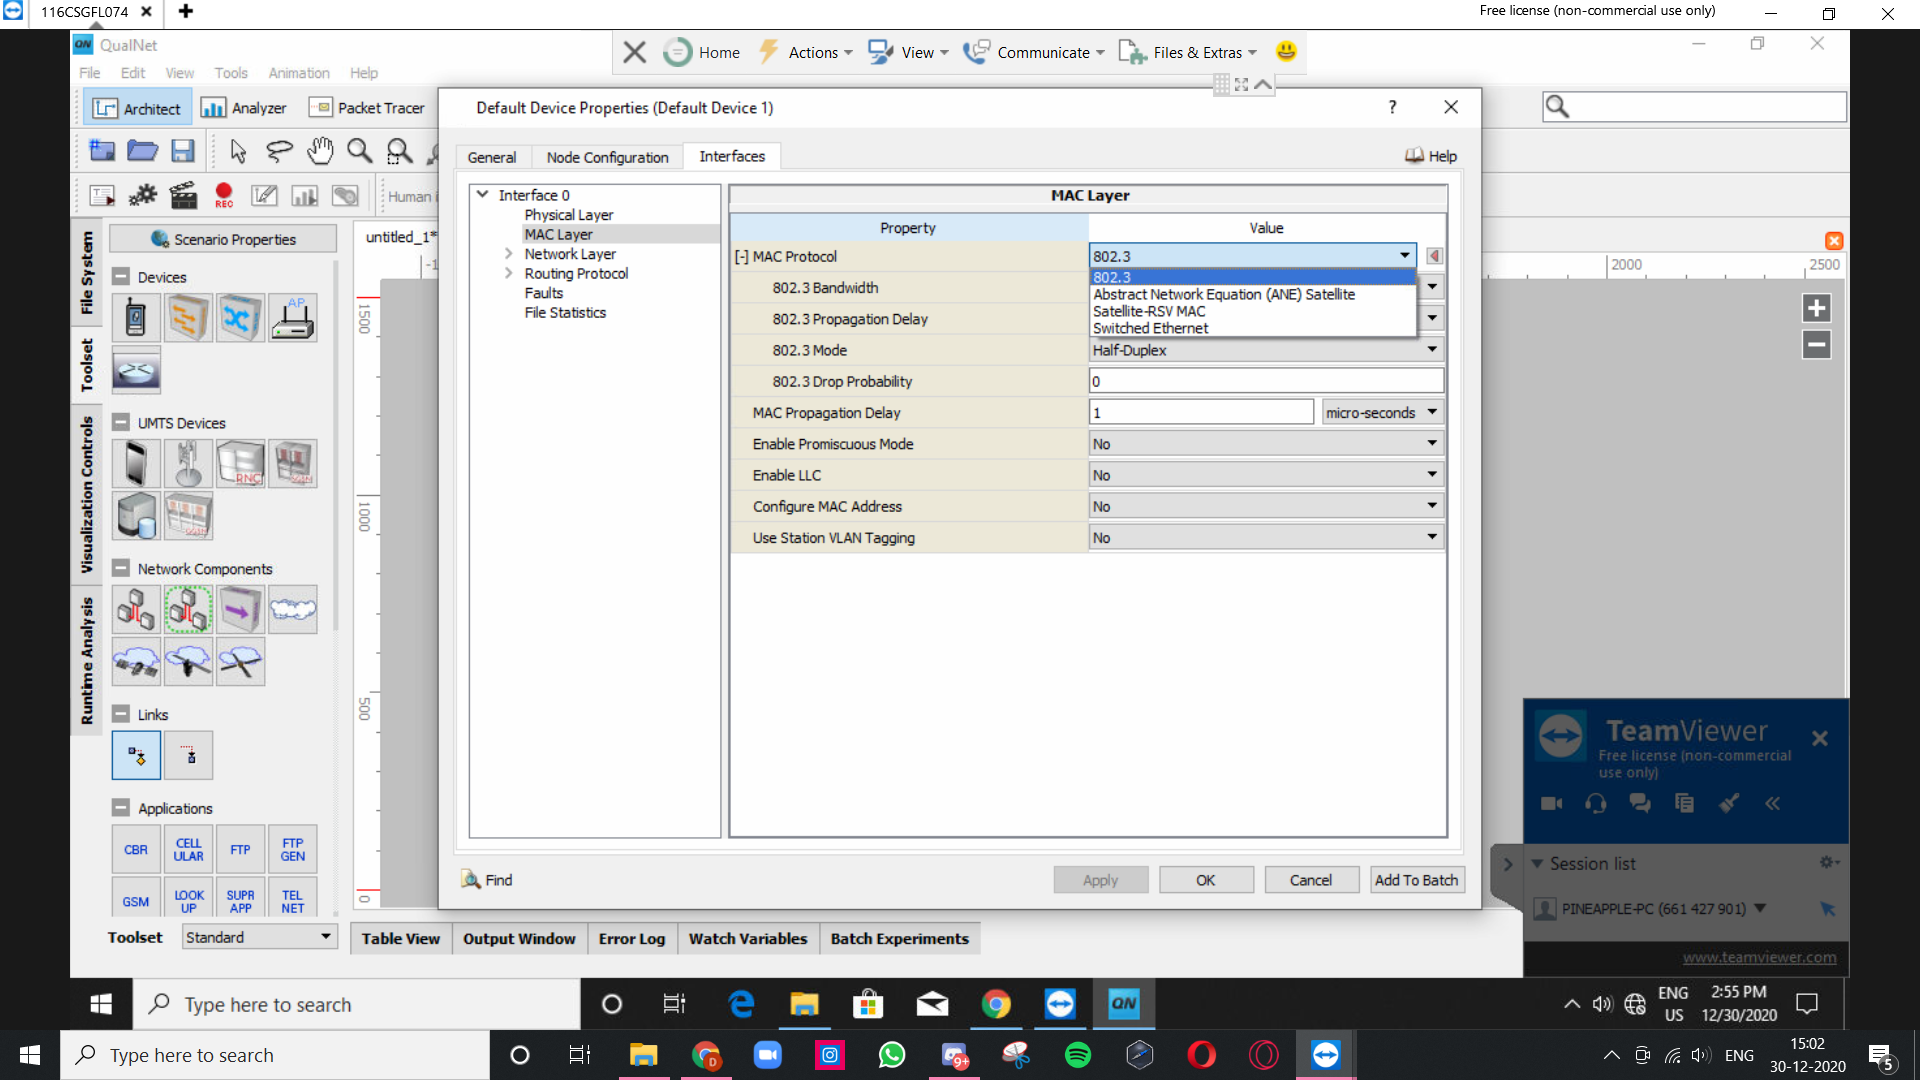 116CSGFL074
Free license (non-commercial use only)
QN QualNet
Home Actions View Communicate Files & Extras
File Edit View Tools Animation Help
Architect Analyzer Packet Tracer
Default Device Properties (Default Device 1)
?
General Node Configuration Interfaces
Help
REC
Human i
File System
Toolset
Visualization Controls
Runtime Analysis
Scenario Properties
Devices
AP
UMTS Devices
RNC
Network Components
Links
Applications
CBR
CELL
ULAR
FTP
FTP
GEN
GSM
LOOK
UP
SUPR
APP
TEL
NET
Toolset Standard
untitled_1*
-1
1500
1000
500
0
2000
2500
Interface 0
Physical Layer
MAC Layer
Network Layer
Routing Protocol
Faults
File Statistics
MAC Layer
Property Value
[-] MAC Protocol 802.3
802.3
Abstract Network Equation (ANE) Satellite
Satellite-RSV MAC
Switched Ethernet
802.3 Bandwidth
802.3 Propagation Delay
802.3 Mode Half-Duplex
802.3 Drop Probability 0
MAC Propagation Delay 1 micro-seconds
Enable Promiscuous Mode No
Enable LLC No
Configure MAC Address No
Use Station VLAN Tagging No
Find
Apply OK Cancel Add To Batch
Table View Output Window Error Log Watch Variables Batch Experiments
TeamViewer
Free license (non-commercial
use only)
Session list
PINEAPPLE-PC (661 427 901)
www.teamviewer.com
Type here to search
QN
ENG
US
2:55 PM
12/30/2020
Type here to search
D
9+
ENG
15:02
30-12-2020
5